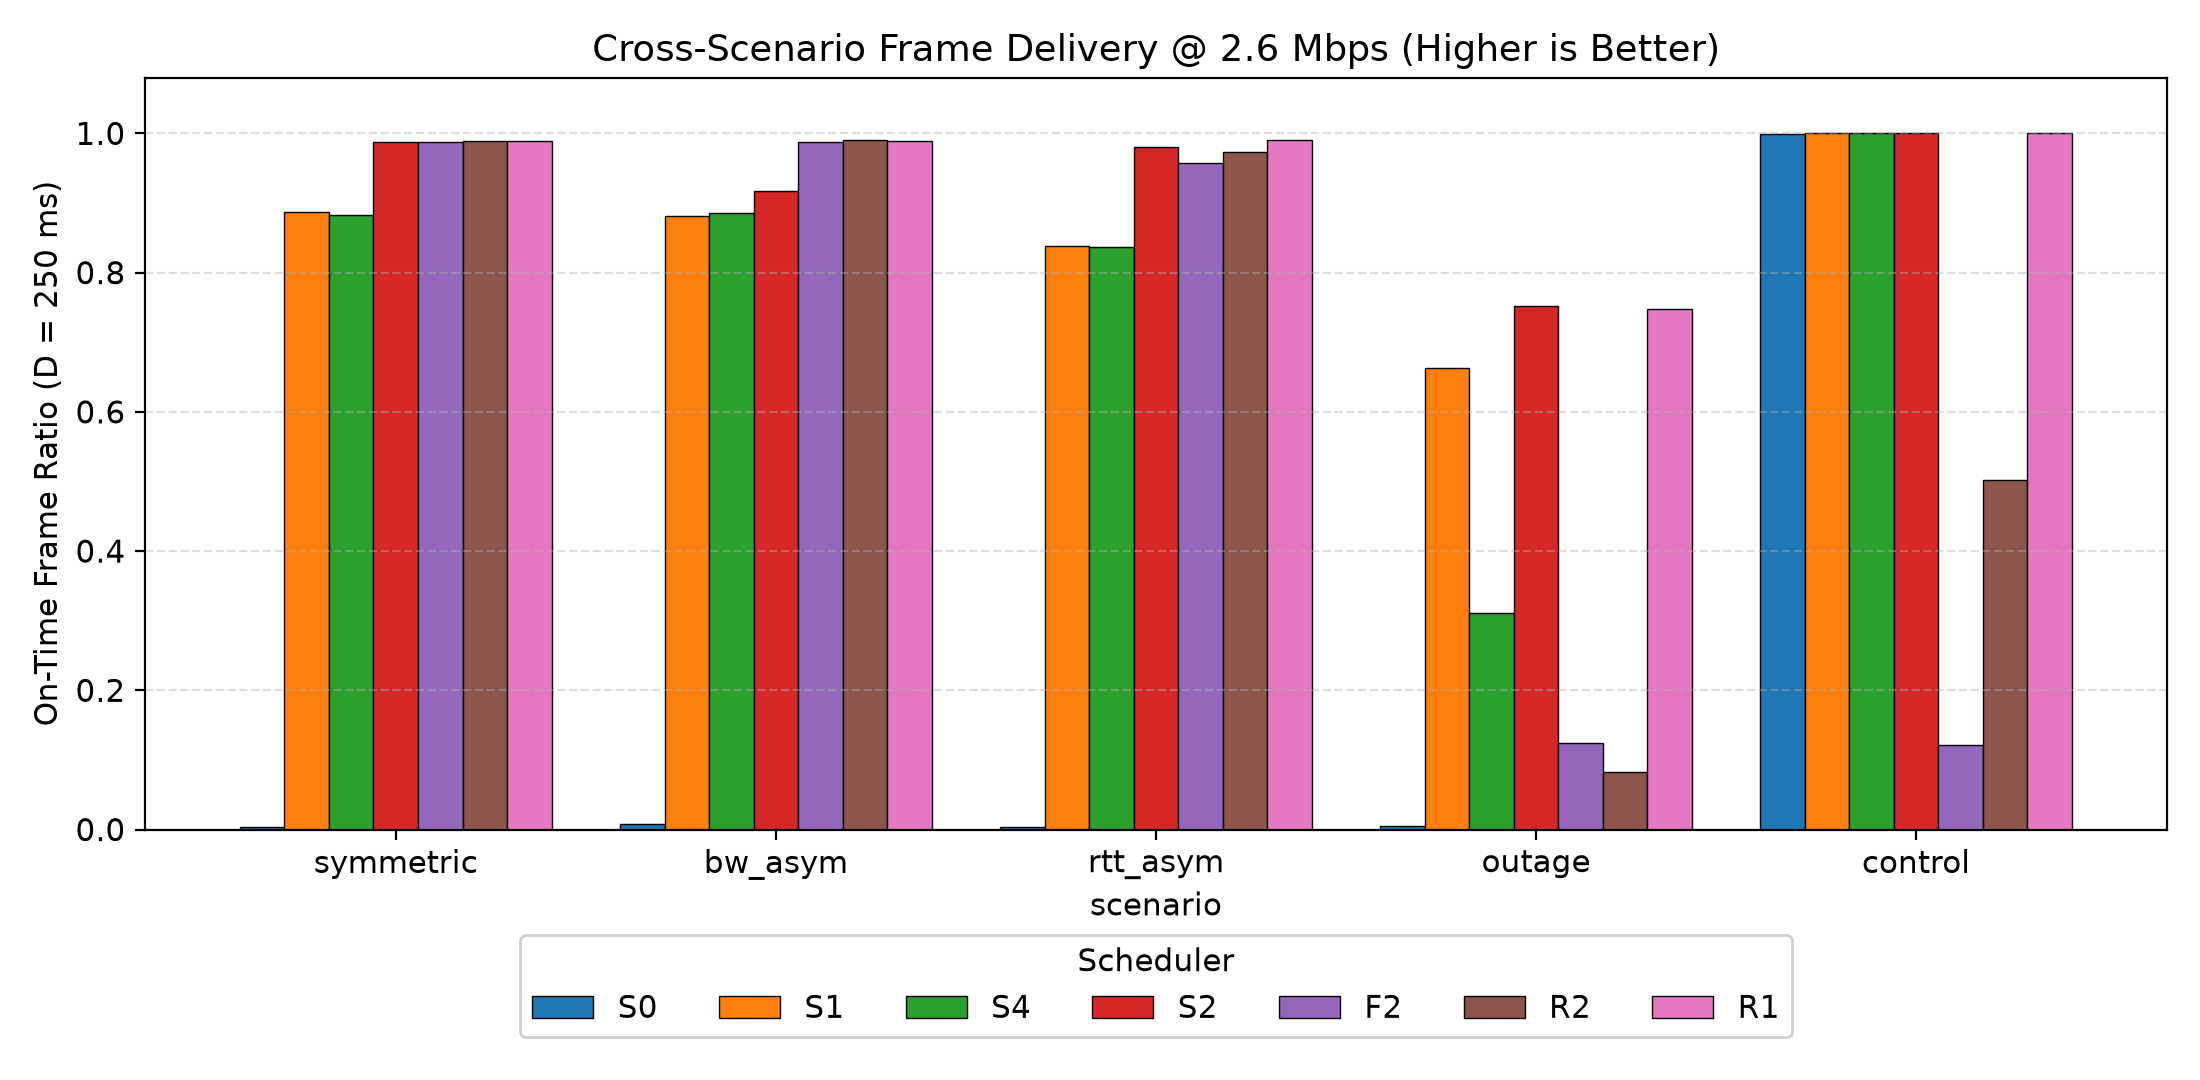 Cross-Scenario Frame Delivery @ 2.6 Mbps (Higher is Better)
On-Time Frame Ratio (D = 250 ms)
1.0
0.8
0.6
0.4
0.2
0.0
symmetric bw_asym rtt_asym outage control
scenario
Scheduler
S0 S1 S4 S2 F2 R2 R1